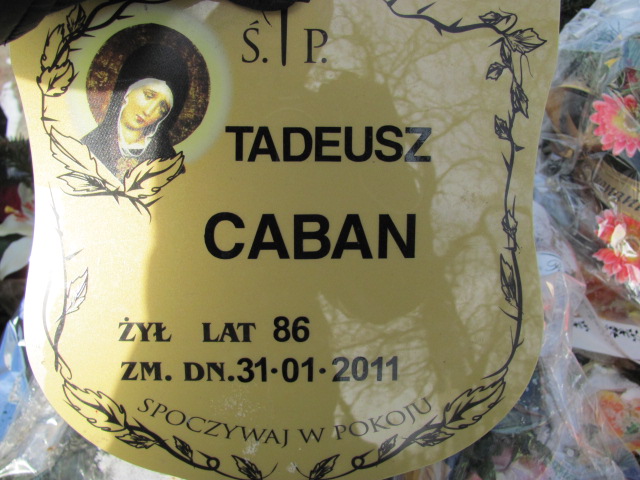 Ś. P.
TADEUSZ
CABAN
ŻYŁ LAT 86
ZM. DN. 31·01·2011
SPOCZYWAJ W POKOJU